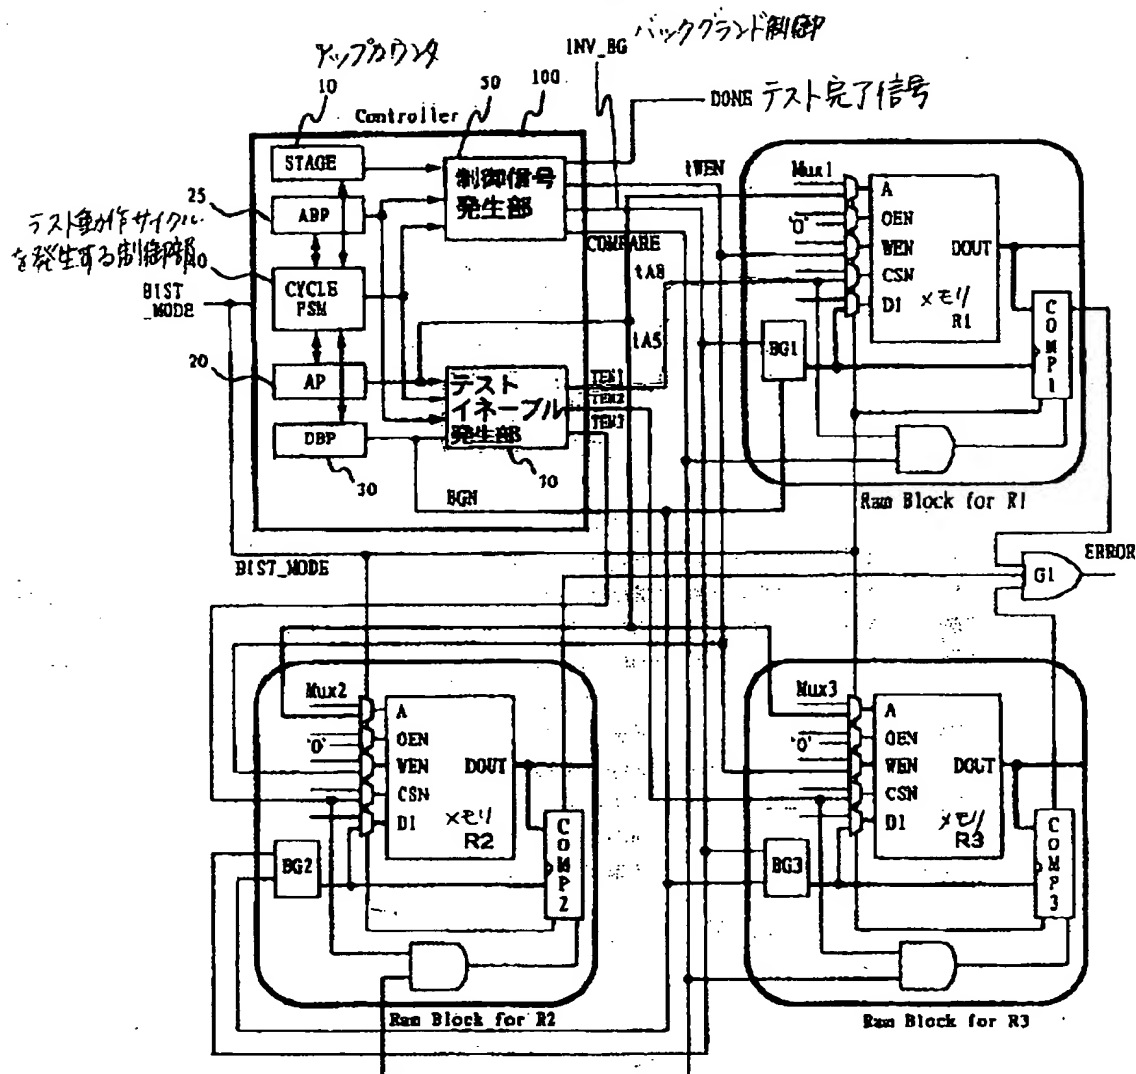 バックグランド制御
アップカウンタ
INV_BG
10
50
100
DONE テスト完了信号
Controller
STAGE
制御信号
発生部
tWEN
25
ABP
テスト動作サイクル
を発生する制御部
0
CYCLE
FSM
BIST
_MODE
COMPARE
tA8
tA5
20
AP
テスト
イネーブル
発生部
TEN1
TEN2
TEN3
DBP
30
70
BGN
Mux1
A
'0'
OEN
WEN
DOUT
CSN
DI
メモリ
R1
BG1
COMP1
Ram Block for R1
BIST_MODE
G1
ERROR
Mux2
A
'0'
OEN
WEN
DOUT
CSN
DI
メモリ
R2
BG2
COMP2
Ram Block for R2
Mux3
A
'0'
OEN
WEN
DOUT
CSN
DI
メモリ
R3
BG3
COMP3
Ram Block for R3